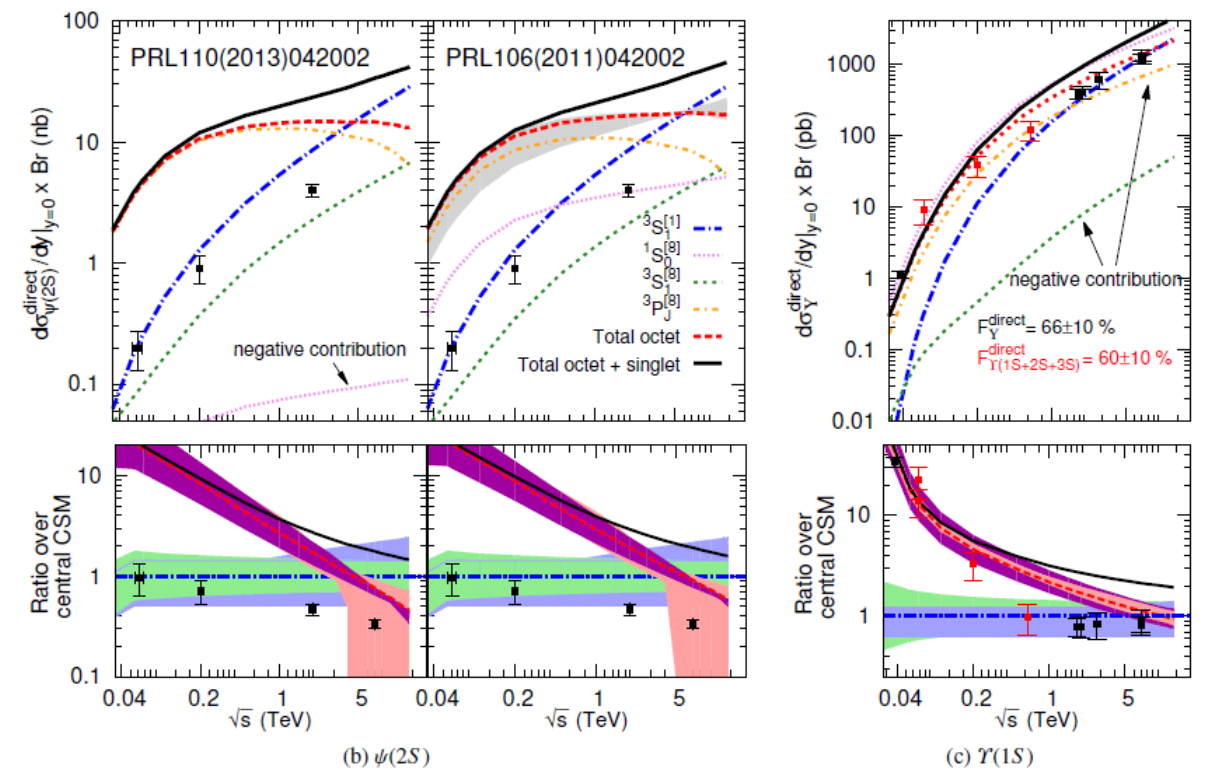 100
10
1
0.1
dσ^direct_ψ(2S)/dy|y=0 x Br (nb)
PRL110(2013)042002
negative contribution
PRL106(2011)042002
³S₁^[1]
¹S₀^[8]
³S₁^[8]
³P_J^[8]
Total octet
Total octet + singlet
1000
100
10
1
0.1
0.01
dσ^direct_ϒ/dy|y=0 x Br (pb)
negative contribution
F^direct_ϒ = 66±10 %
F^direct_ϒ(1S+2S+3S) = 60±10 %
10
1
0.1
Ratio over
central CSM
0.04 0.2 1 5
√s (TeV)
0.04 0.2 1 5
√s (TeV)
10
1
Ratio over
central CSM
0.04 0.2 1 5
√s (TeV)
(b) ψ(2S)
(c) ϒ(1S)